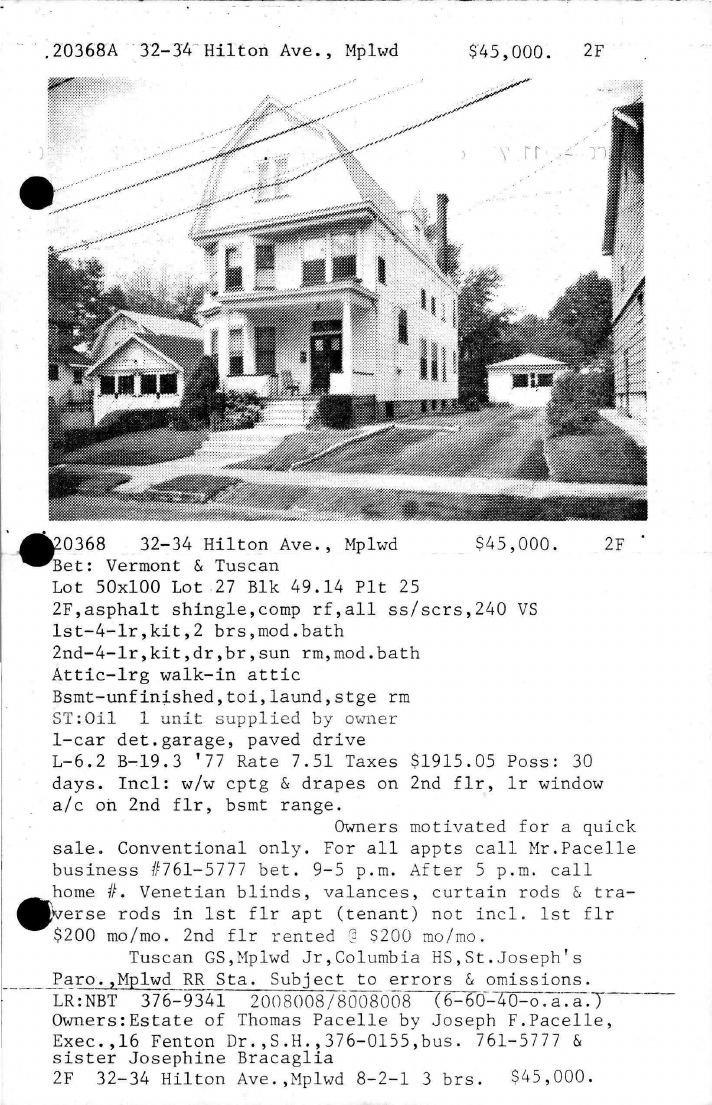 .20368A 32-34 Hilton Ave., Mplwd $45,000. 2F
20368 32-34 Hilton Ave., Mplwd $45,000. 2F
Bet: Vermont & Tuscan
Lot 50x100 Lot 27 Blk 49.14 Plt 25
2F,asphalt shingle,comp rf,all ss/scrs,240 VS
1st-4-lr,kit,2 brs,mod.bath
2nd-4-lr,kit,dr,br,sun rm,mod.bath
Attic-lrg walk-in attic
Bsmt-unfinished,toi,laund,stge rm
ST:Oil 1 unit supplied by owner
1-car det.garage, paved drive
L-6.2 B-19.3 '77 Rate 7.51 Taxes $1915.05 Poss: 30
days. Incl: w/w cptg & drapes on 2nd flr, lr window
a/c on 2nd flr, bsmt range.
Owners motivated for a quick
sale. Conventional only. For all appts call Mr.Pacelle
business #761-5777 bet. 9-5 p.m. After 5 p.m. call
home #. Venetian blinds, valances, curtain rods & tra-
verse rods in 1st flr apt (tenant) not incl. 1st flr
$200 mo/mo. 2nd flr rented @ $200 mo/mo.
Tuscan GS,Mplwd Jr,Columbia HS,St.Joseph's
Paro.,Mplwd RR Sta. Subject to errors & omissions.
LR:NBT 376-9341 2008008/8008008 (6-60-40-o.a.a.)
Owners:Estate of Thomas Pacelle by Joseph F.Pacelle,
Exec.,16 Fenton Dr.,S.H.,376-0155,bus. 761-5777 &
sister Josephine Bracaglia
2F 32-34 Hilton Ave.,Mplwd 8-2-1 3 brs. $45,000.